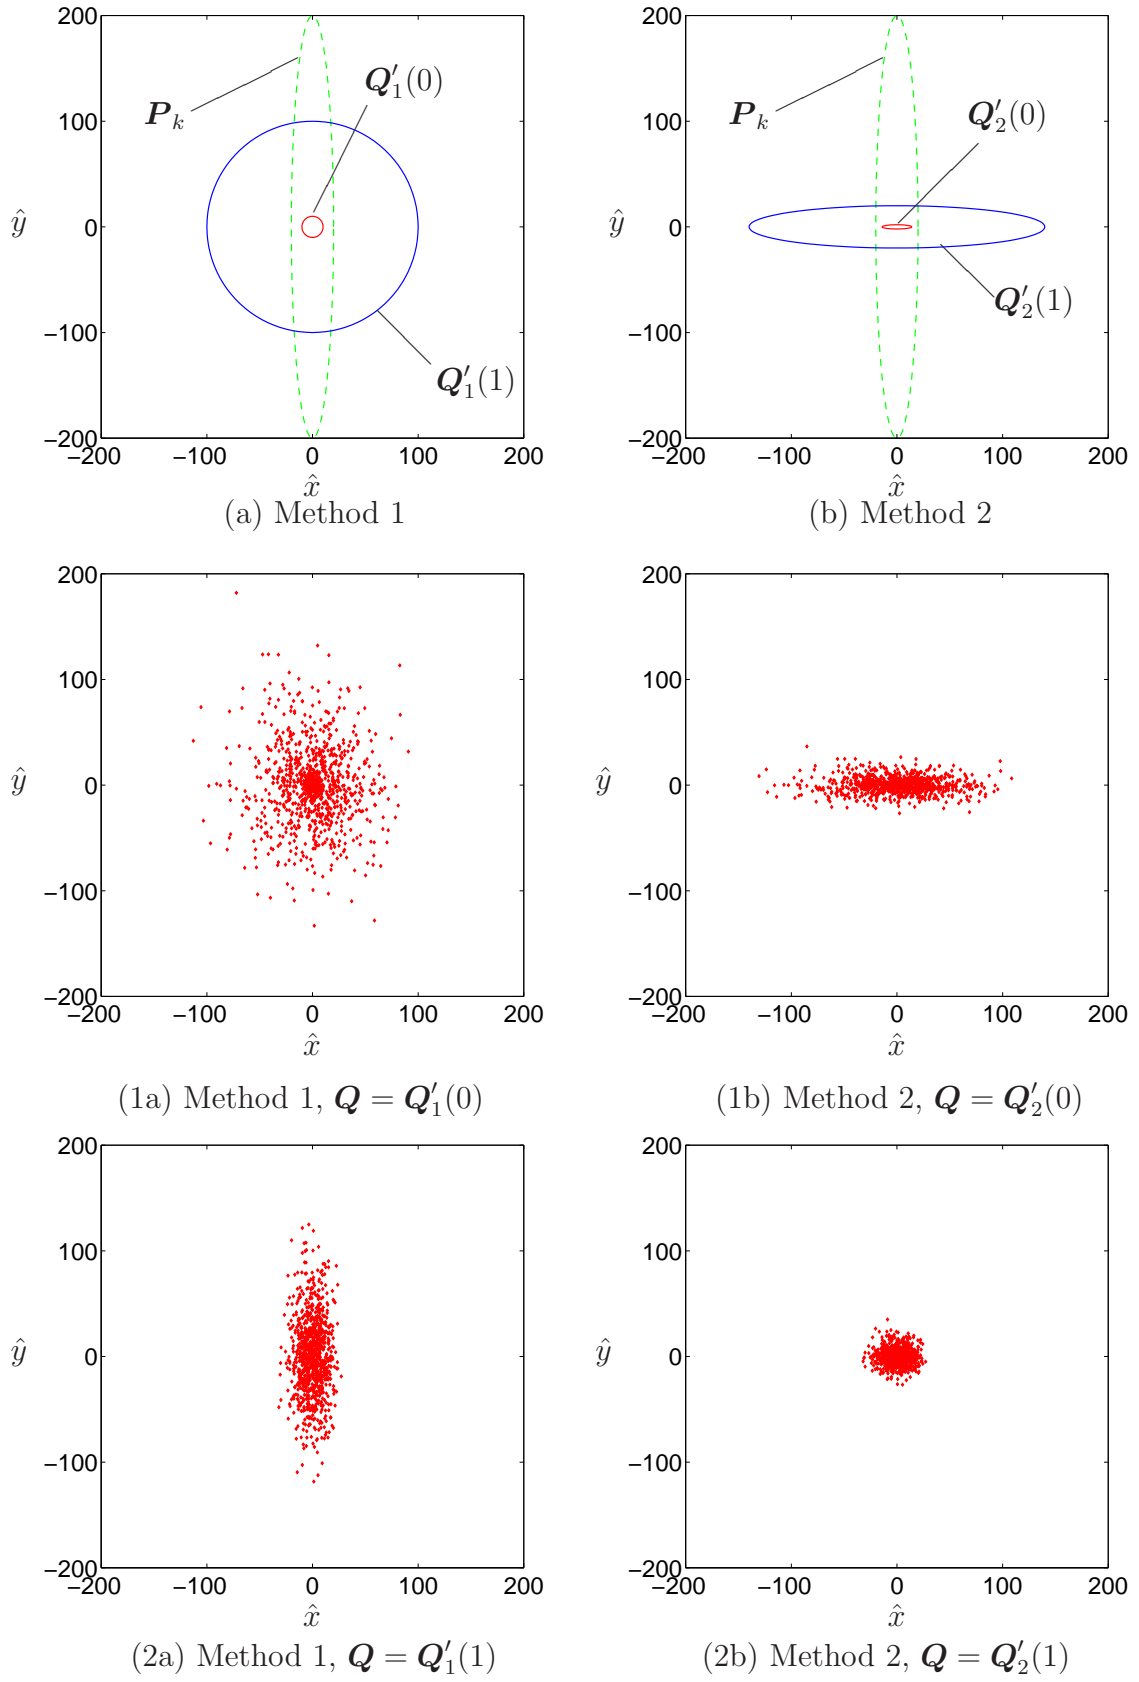 200
100
0
−100
−200
−200 −100 0 100 200
ŷ
x̂
P_k
Q′_1(0)
Q′_1(1)
(a) Method 1
200
100
0
−100
−200
−200 −100 0 100 200
ŷ
x̂
P_k
Q′_2(0)
Q′_2(1)
(b) Method 2
200
100
0
−100
−200
−200 −100 0 100 200
ŷ
x̂
(1a) Method 1, Q = Q′_1(0)
200
100
0
−100
−200
−200 −100 0 100 200
ŷ
x̂
(1b) Method 2, Q = Q′_2(0)
200
100
0
−100
−200
−200 −100 0 100 200
ŷ
x̂
(2a) Method 1, Q = Q′_1(1)
200
100
0
−100
−200
−200 −100 0 100 200
ŷ
x̂
(2b) Method 2, Q = Q′_2(1)